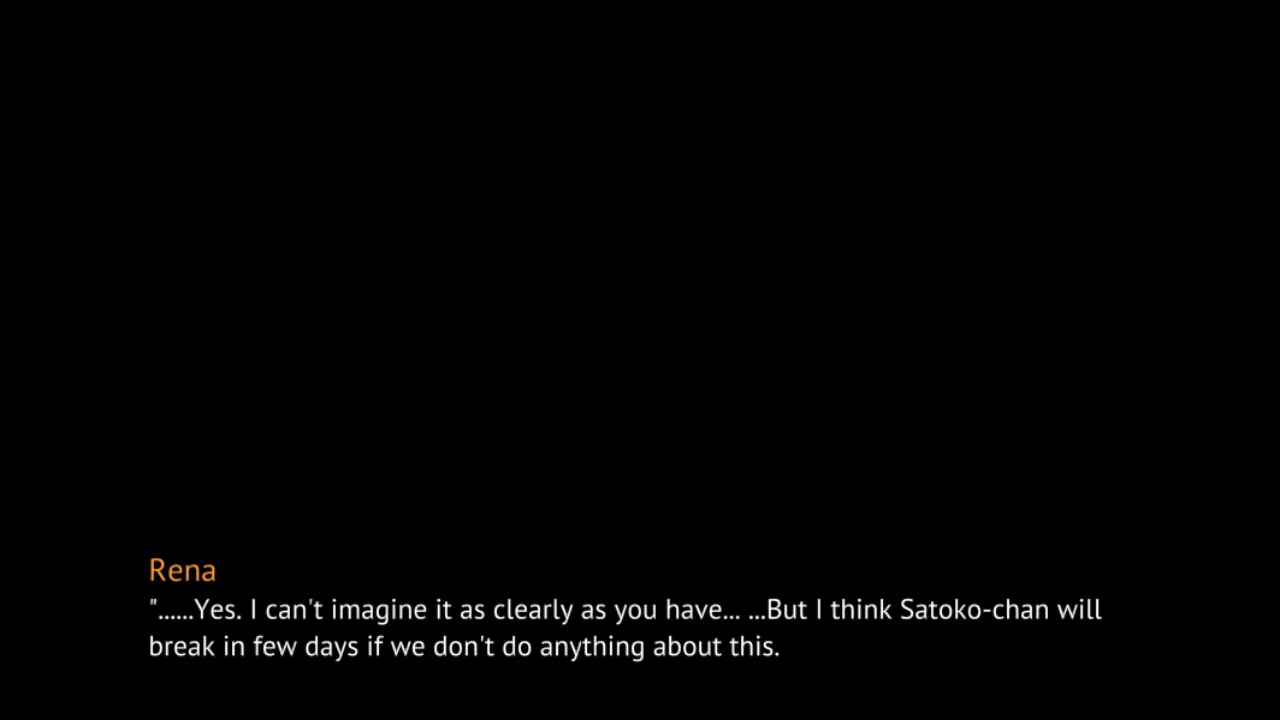 Rena
"......Yes. I can't imagine it as clearly as you have... ...But I think Satoko-chan will
break in few days if we don't do anything about this.